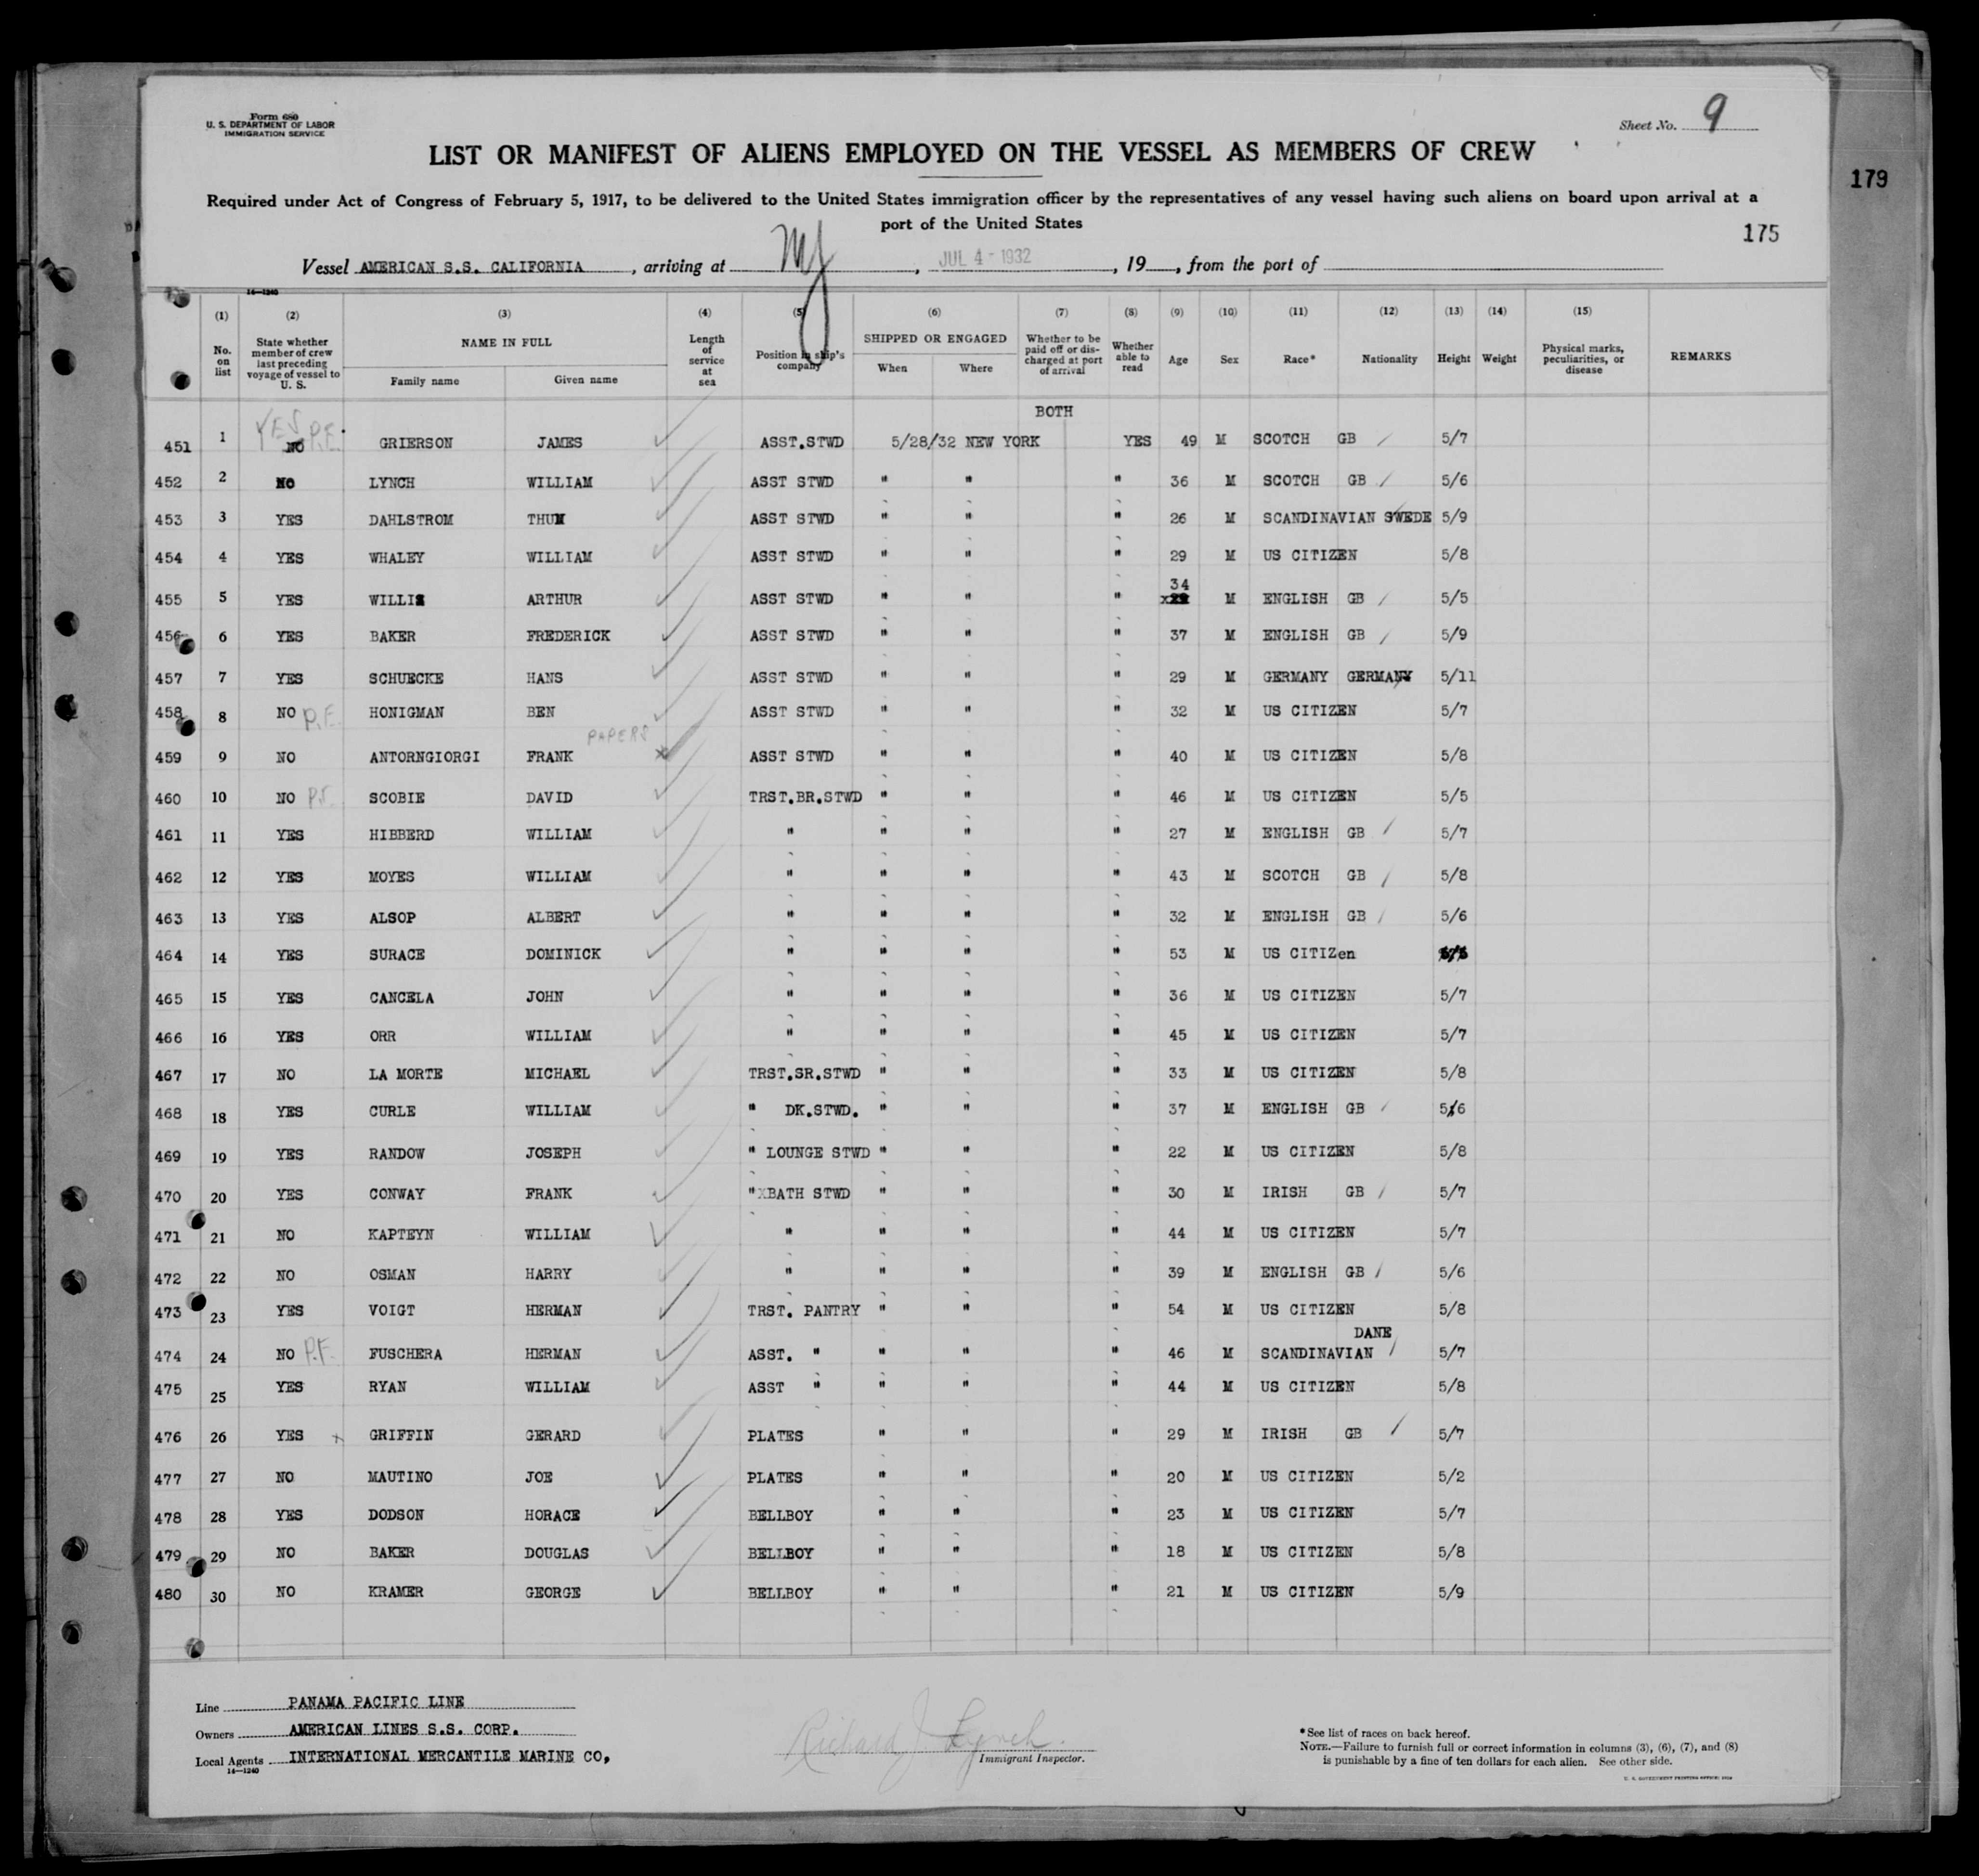 Form 680
U. S. DEPARTMENT OF LABOR
IMMIGRATION SERVICE
Sheet No. 9
LIST OR MANIFEST OF ALIENS EMPLOYED ON THE VESSEL AS MEMBERS OF CREW
179
Required under Act of Congress of February 5, 1917, to be delivered to the United States immigration officer by the representatives of any vessel having such aliens on board upon arrival at a
port of the United States
175
Vessel AMERICAN S.S. CALIFORNIA, arriving at NY, JUL 4 - 1932, 19, from the port of
14—1240
(1) (2) (3) (4) (5) (6) (7) (8) (9) (10) (11) (12) (13) (14) (15)
No. on list State whether member of crew last preceding voyage of vessel to U. S. NAME IN FULL Family name Given name Length of service at sea Position in ship's company SHIPPED OR ENGAGED When Where Whether to be paid off or discharged at port of arrival Whether able to read Age Sex Race* Nationality Height Weight Physical marks, peculiarities, or disease REMARKS
BOTH
YES P.F.
451 1 NO GRIERSON JAMES ASST.STWD 5/28/32 NEW YORK YES 49 M SCOTCH GB 5/7
452 2 NO LYNCH WILLIAM ASST STWD " " " 36 M SCOTCH GB 5/6
453 3 YES DAHLSTROM THUM ASST STWD " " " 26 M SCANDINAVIAN SWEDE 5/9
454 4 YES WHALEY WILLIAM ASST STWD " " " 29 M US CITIZEN 5/8
34
455 5 YES WILLIS ARTHUR ASST STWD " " " M ENGLISH GB 5/5
456 6 YES BAKER FREDERICK ASST STWD " " " 37 M ENGLISH GB 5/9
457 7 YES SCHUECKE HANS ASST STWD " " " 29 M GERMANY GERMANY 5/11
458 8 NO P.F. HONIGMAN BEN ASST STWD " " " 32 M US CITIZEN 5/7
PAPERS
459 9 NO ANTORNGIORGI FRANK x ASST STWD " " " 40 M US CITIZEN 5/8
460 10 NO SCOBIE DAVID TRST.BR.STWD " " " 46 M US CITIZEN 5/5
461 11 YES HIBBERD WILLIAM " " " " 27 M ENGLISH GB 5/7
462 12 YES MOYES WILLIAM " " " " 43 M SCOTCH GB 5/8
463 13 YES ALSOP ALBERT " " " " 32 M ENGLISH GB 5/6
464 14 YES SURACE DOMINICK " " " " 53 M US CITIZen
465 15 YES CANCELA JOHN " " " " 36 M US CITIZEN 5/7
466 16 YES ORR WILLIAM " " " " 45 M US CITIZEN 5/7
467 17 NO LA MORTE MICHAEL TRST.SR.STWD " " " 33 M US CITIZEN 5/8
468 18 YES CURLE WILLIAM " DK.STWD. " " " 37 M ENGLISH GB 5/6
469 19 YES RANDOW JOSEPH " LOUNGE STWD " " " 22 M US CITIZEN 5/8
470 20 YES CONWAY FRANK " BATH STWD " " " 30 M IRISH GB 5/7
471 21 NO KAPTEYN WILLIAM " " " " 44 M US CITIZEN 5/7
472 22 NO OSMAN HARRY " " " " 39 M ENGLISH GB 5/6
473 23 YES VOIGT HERMAN TRST. PANTRY " " " 54 M US CITIZEN 5/8
DANE
474 24 NO P.F. FUSCHERA HERMAN ASST. " " " " 46 M SCANDINAVIAN 5/7
475 25 YES RYAN WILLIAM ASST " " " " 44 M US CITIZEN 5/8
476 26 YES x GRIFFIN GERARD PLATES " " " 29 M IRISH GB 5/7
477 27 NO MAUTINO JOE PLATES " " " 20 M US CITIZEN 5/2
478 28 YES DODSON HORACE BELLBOY " " " 23 M US CITIZEN 5/7
479 29 NO BAKER DOUGLAS BELLBOY " " " 18 M US CITIZEN 5/8
480 30 NO KRAMER GEORGE BELLBOY " " " 21 M US CITIZEN 5/9
Line PANAMA PACIFIC LINE
Owners AMERICAN LINES S.S. CORP.
Local Agents INTERNATIONAL MERCANTILE MARINE CO,
14—1240
Richard J Lynch.
Immigrant Inspector.
* See list of races on back hereof.
NOTE.—Failure to furnish full or correct information in columns (3), (6), (7), and (8)
is punishable by a fine of ten dollars for each alien. See other side.